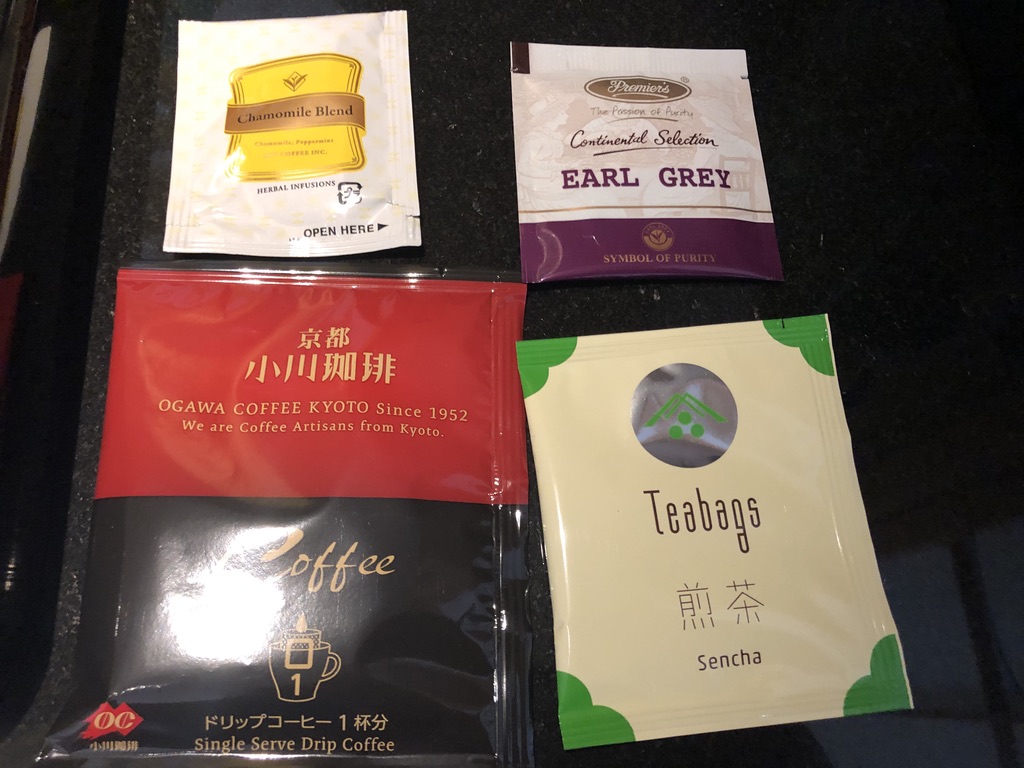 Chamomile Blend
Chamomile, Peppermint
COFFEE INC.
HERBAL INFUSIONS
OPEN HERE
Premier's
The Passion of Purity
Continental Selection
EARL GREY
SYMBOL OF PURITY
京都
小川珈琲
OGAWA COFFEE KYOTO Since 1952
We are Coffee Artisans from Kyoto.
Coffee
1
OC
小川珈琲
ドリップコーヒー 1杯分
Single Serve Drip Coffee
Teabags
煎茶
Sencha